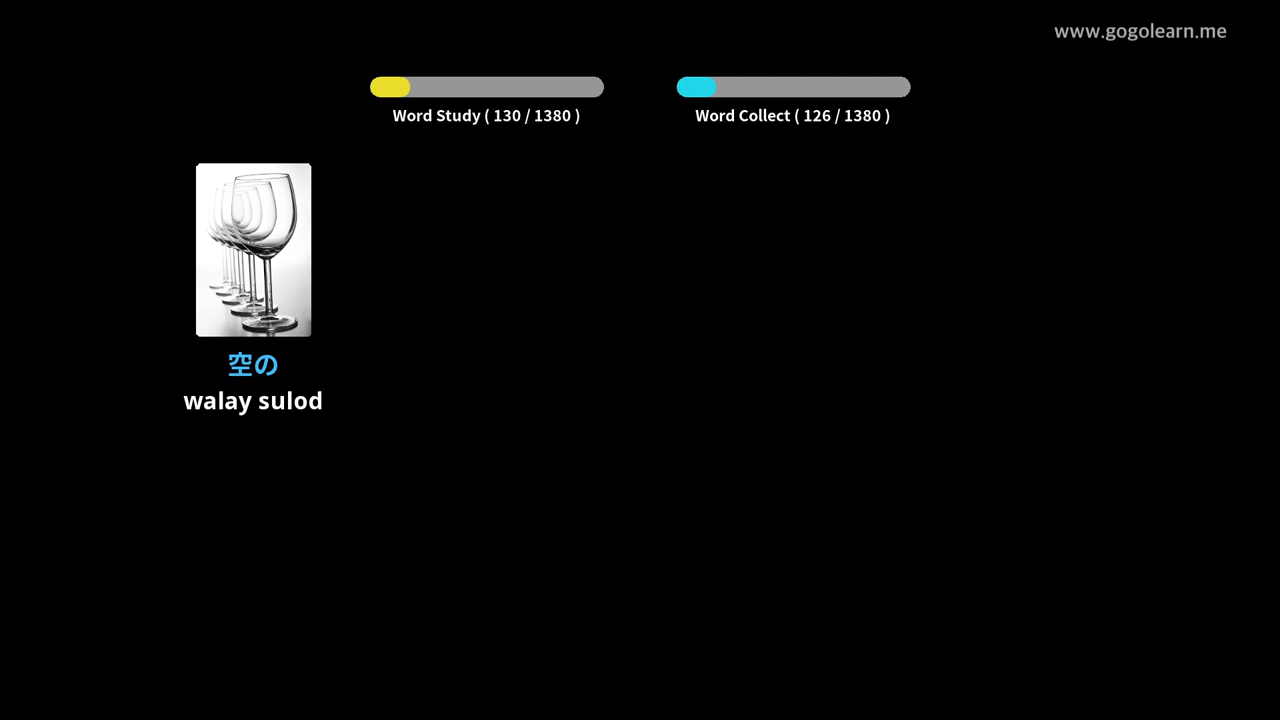 www.gogolearn.me
Word Study ( 130 / 1380 )
Word Collect ( 126 / 1380 )
空の
walay sulod